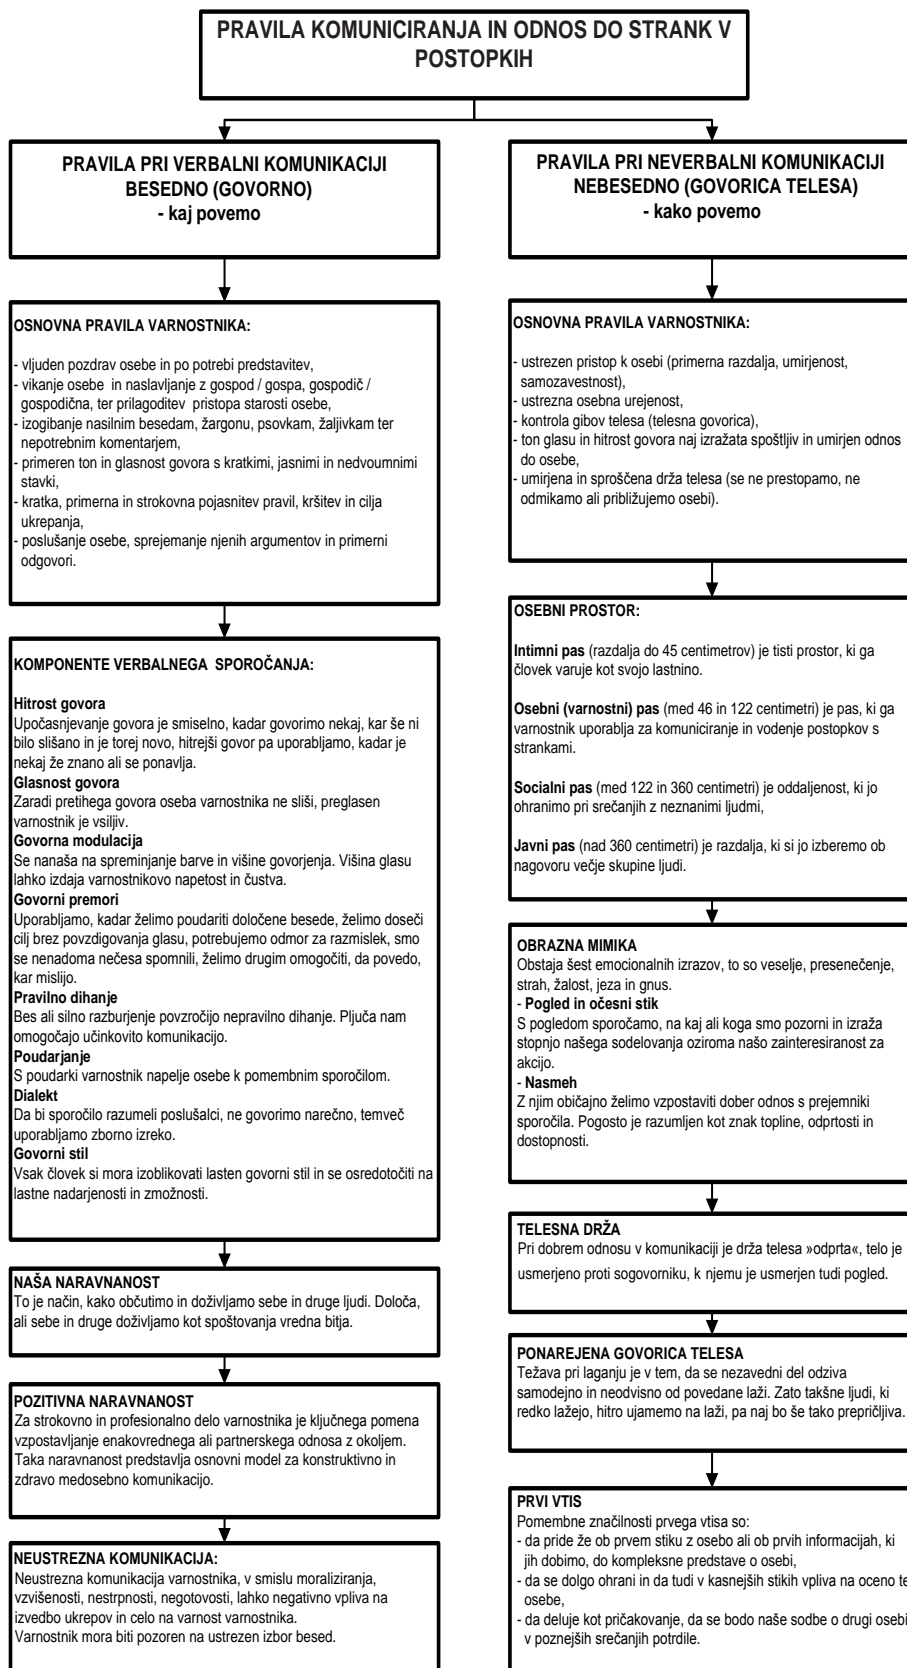 PRAVILA KOMUNICIRANJA IN ODNOS DO STRANK V
POSTOPKIH
PRAVILA PRI VERBALNI KOMUNIKACIJI
BESEDNO (GOVORNO)
- kaj povemo
OSNOVNA PRAVILA VARNOSTNIKA:
- vljuden pozdrav osebe in po potrebi predstavitev,
- vikanje osebe in naslavljanje z gospod / gospa, gospodič /
gospodična, ter prilagoditev pristopa starosti osebe,
- izogibanje nasilnim besedam, žargonu, psovkam, žaljivkam ter
nepotrebnim komentarjem,
- primeren ton in glasnost govora s kratkimi, jasnimi in nedvoumnimi
stavki,
- kratka, primerna in strokovna pojasnitev pravil, kršitev in cilja
ukrepanja,
- poslušanje osebe, sprejemanje njenih argumentov in primerni
odgovori.
KOMPONENTE VERBALNEGA SPOROČANJA:
Hitrost govora
Upočasnjevanje govora je smiselno, kadar govorimo nekaj, kar še ni
bilo slišano in je torej novo, hitrejši govor pa uporabljamo, kadar je
nekaj že znano ali se ponavlja.
Glasnost govora
Zaradi pretihega govora oseba varnostnika ne sliši, preglasen
varnostnik je vsiljiv.
Govorna modulacija
Se nanaša na spreminjanje barve in višine govorjenja. Višina glasu
lahko izdaja varnostnikovo napetost in čustva.
Govorni premori
Uporabljamo, kadar želimo poudariti določene besede, želimo doseči
cilj brez povzdigovanja glasu, potrebujemo odmor za razmislek, smo
se nenadoma nečesa spomnili, želimo drugim omogočiti, da povedo,
kar mislijo.
Pravilno dihanje
Bes ali silno razburjenje povzročijo nepravilno dihanje. Pljuča nam
omogočajo učinkovito komunikacijo.
Poudarjanje
S poudarki varnostnik napelje osebe k pomembnim sporočilom.
Dialekt
Da bi sporočilo razumeli poslušalci, ne govorimo narečno, temveč
uporabljamo zborno izreko.
Govorni stil
Vsak človek si mora izoblikovati lasten govorni stil in se osredotočiti na
lastne nadarjenosti in zmožnosti.
NAŠA NARAVNANOST
To je način, kako občutimo in doživljamo sebe in druge ljudi. Določa,
ali sebe in druge doživljamo kot spoštovanja vredna bitja.
POZITIVNA NARAVNANOST
Za strokovno in profesionalno delo varnostnika je ključnega pomena
vzpostavljanje enakovrednega ali partnerskega odnosa z okoljem.
Taka naravnanost predstavlja osnovni model za konstruktivno in
zdravo medosebno komunikacijo.
NEUSTREZNA KOMUNIKACIJA:
Neustrezna komunikacija varnostnika, v smislu moraliziranja,
vzvišenosti, nestrpnosti, negotovosti, lahko negativno vpliva na
izvedbo ukrepov in celo na varnost varnostnika.
Varnostnik mora biti pozoren na ustrezen izbor besed.
PRAVILA PRI NEVERBALNI KOMUNIKACIJI
NEBESEDNO (GOVORICA TELESA)
- kako povemo
OSNOVNA PRAVILA VARNOSTNIKA:
- ustrezen pristop k osebi (primerna razdalja, umirjenost,
samozavestnost),
- ustrezna osebna urejenost,
- kontrola gibov telesa (telesna govorica),
- ton glasu in hitrost govora naj izražata spoštljiv in umirjen odnos
do osebe,
- umirjena in sproščena drža telesa (se ne prestopamo, ne
odmikamo ali približujemo osebi).
OSEBNI PROSTOR:
Intimni pas (razdalja do 45 centimetrov) je tisti prostor, ki ga
človek varuje kot svojo lastnino.
Osebni (varnostni) pas (med 46 in 122 centimetri) je pas, ki ga
varnostnik uporablja za komuniciranje in vodenje postopkov s
strankami.
Socialni pas (med 122 in 360 centimetri) je oddaljenost, ki jo
ohranimo pri srečanjih z neznanimi ljudmi,
Javni pas (nad 360 centimetri) je razdalja, ki si jo izberemo ob
nagovoru večje skupine ljudi.
OBRAZNA MIMIKA
Obstaja šest emocionalnih izrazov, to so veselje, presenečenje,
strah, žalost, jeza in gnus.
- Pogled in očesni stik
S pogledom sporočamo, na kaj ali koga smo pozorni in izraža
stopnjo našega sodelovanja oziroma našo zainteresiranost za
akcijo.
- Nasmeh
Z njim običajno želimo vzpostaviti dober odnos s prejemniki
sporočila. Pogosto je razumljen kot znak topline, odprtosti in
dostopnosti.
TELESNA DRŽA
Pri dobrem odnosu v komunikaciji je drža telesa »odprta«, telo je
usmerjeno proti sogovorniku, k njemu je usmerjen tudi pogled.
PONAREJENA GOVORICA TELESA
Težava pri laganju je v tem, da se nezavedni del odziva
samodejno in neodvisno od povedane laži. Zato takšne ljudi, ki
redko lažejo, hitro ujamemo na laži, pa naj bo še tako prepričljiva.
PRVI VTIS
Pomembne značilnosti prvega vtisa so:
- da pride že ob prvem stiku z osebo ali ob prvih informacijah, ki
jih dobimo, do kompleksne predstave o osebi,
- da se dolgo ohrani in da tudi v kasnejših stikih vpliva na oceno te
osebe,
- da deluje kot pričakovanje, da se bodo naše sodbe o drugi osebi
v poznejših srečanjih potrdile.